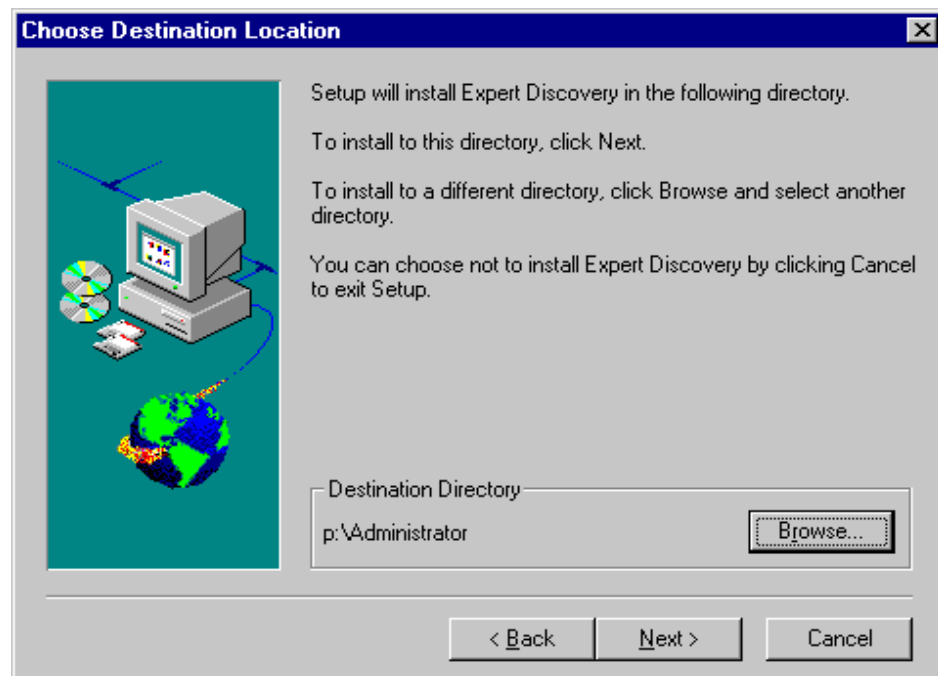 Choose Destination Location
Setup will install Expert Discovery in the following directory.
To install to this directory, click Next.
To install to a different directory, click Browse and select another
directory.
You can choose not to install Expert Discovery by clicking Cancel
to exit Setup.
Destination Directory
p:\Administrator
Browse...
< Back
Next >
Cancel